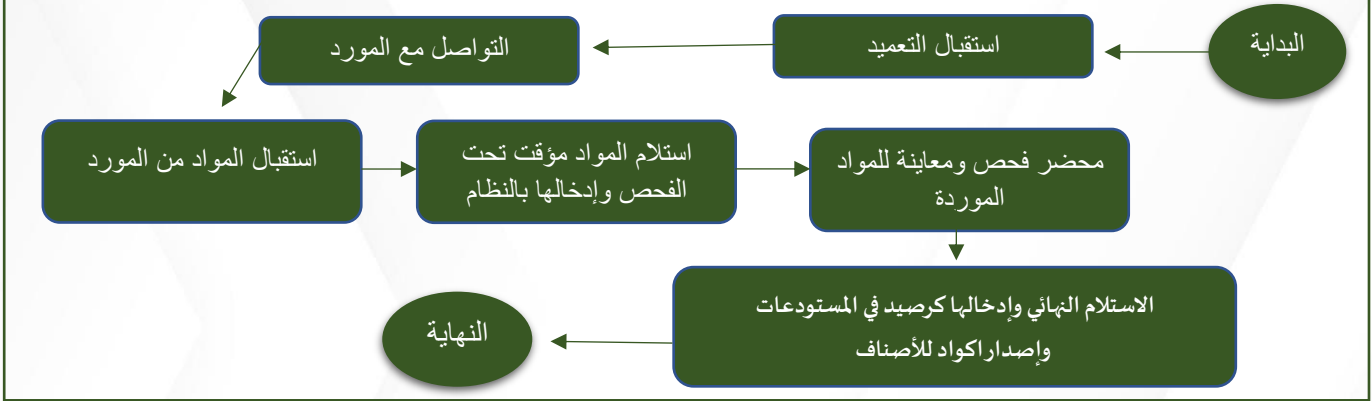 البداية
استقبال التعميد
التواصل مع المورد
استقبال المواد من المورد
استلام المواد مؤقت تحت
الفحص وإدخالها بالنظام
محضر فحص ومعاينة للمواد
الموردة
الاستلام النهائي وإدخالها كرصيد في المستودعات
وإصدار اكواد للأصناف
النهاية